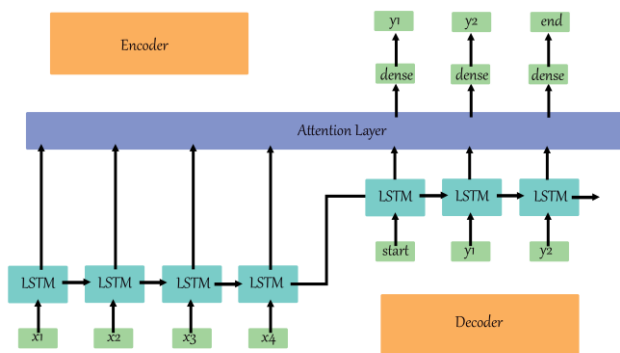 y1 y2 end
Encoder
dense dense dense
Attention Layer
LSTM LSTM LSTM
start y1 y2
LSTM LSTM LSTM LSTM
x1 x2 x3 x4
Decoder